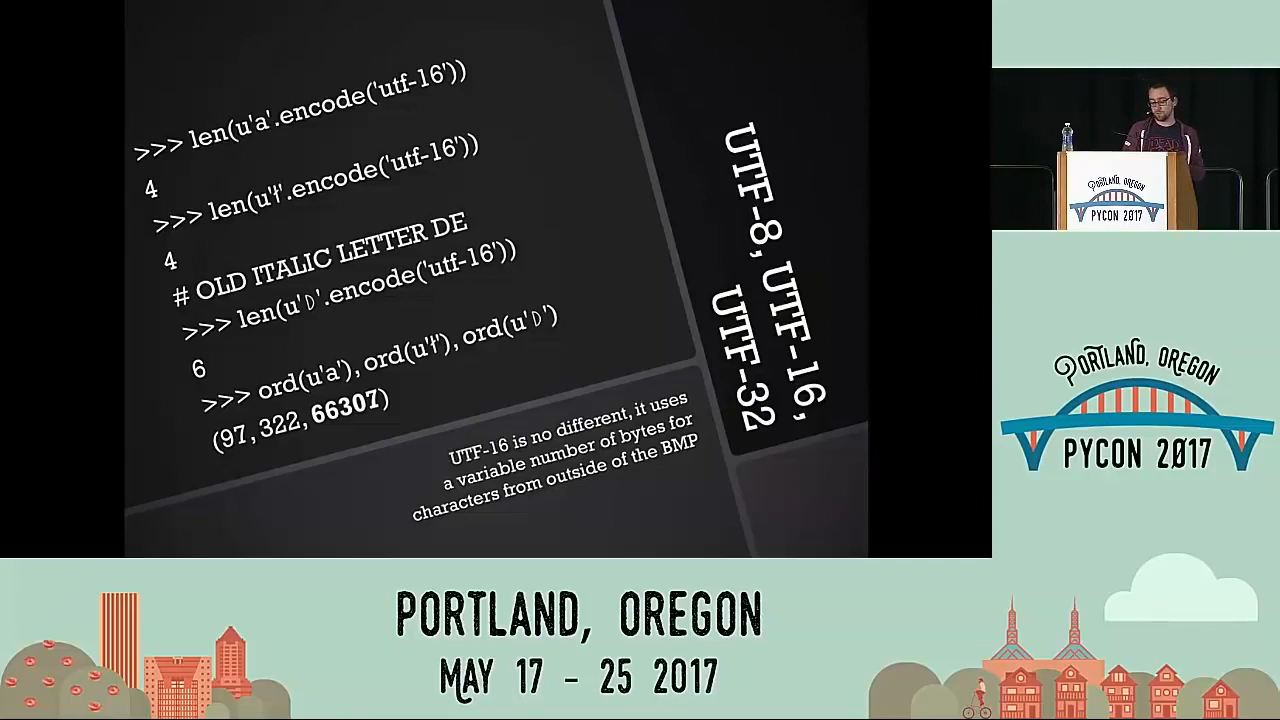 >>> len(u'a'.encode('utf-16'))
4
>>> len(u'ł'.encode('utf-16'))
4
# OLD ITALIC LETTER DE
>>> len(u'𐌃'.encode('utf-16'))
6
>>> ord(u'a'), ord(u'ł'), ord(u'𐌃')
(97, 322, 66307)
UTF-16 is no different, it uses
a variable number of bytes for
characters from outside of the BMP
UTF-8, UTF-16,
UTF-32
PORTLAND, OREGON
PYCON 2017
PORTLAND, OREGON
PYCON 2017
PORTLAND, OREGON
MAY 17 - 25 2017